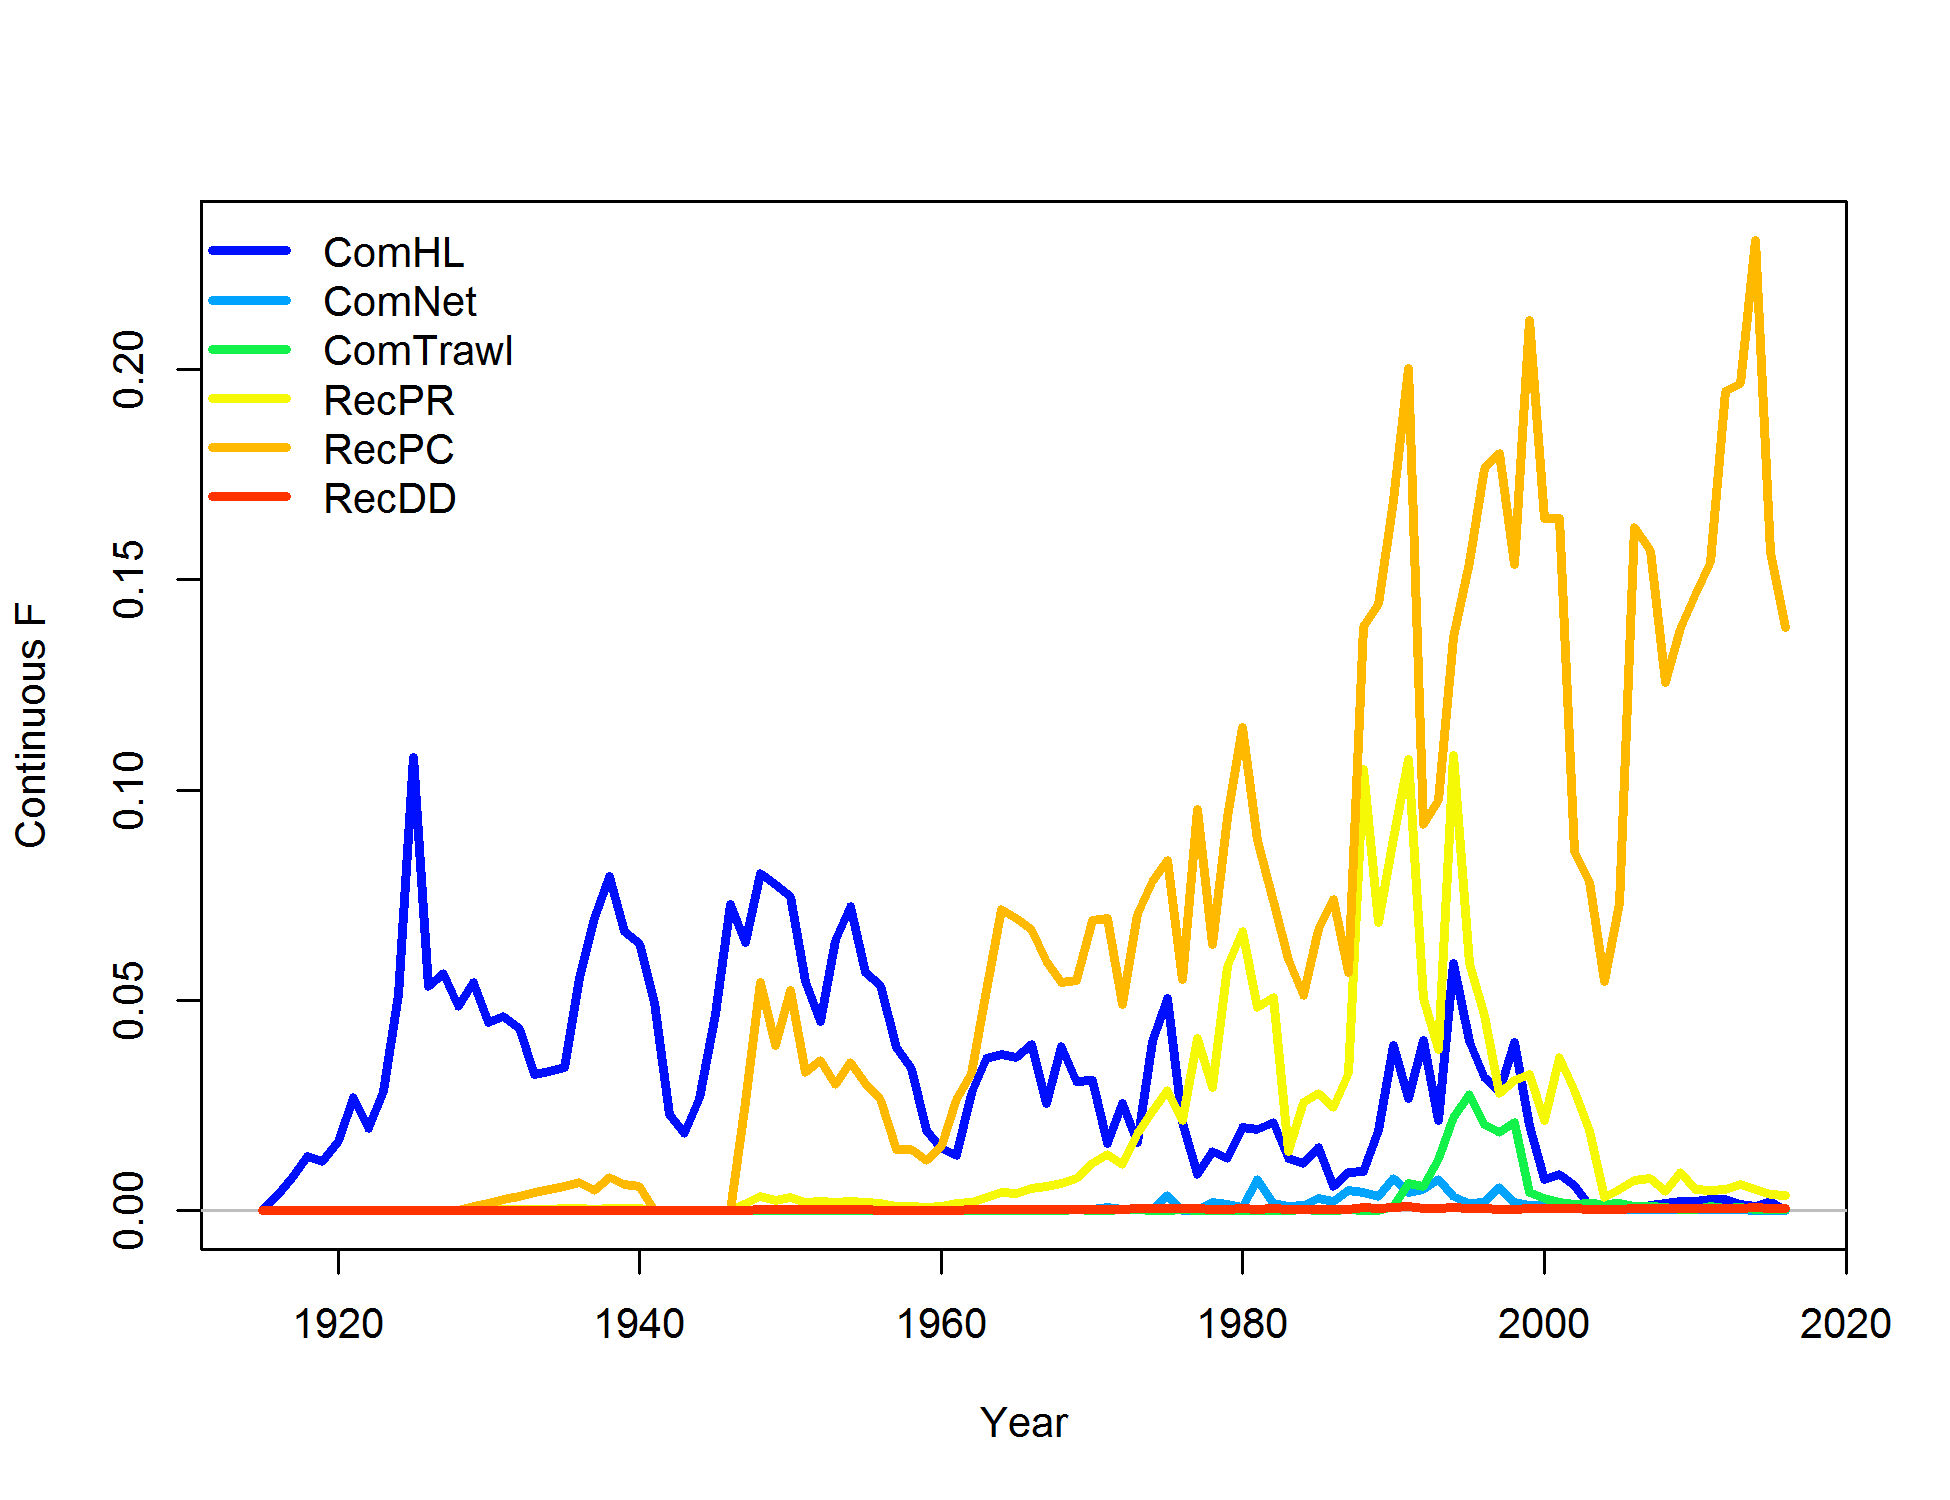 ComHL
ComNet
ComTrawl
RecPR
RecPC
RecDD
Continuous F
0.20
0.15
0.10
0.05
0.00
1920 1940 1960 1980 2000 2020
Year